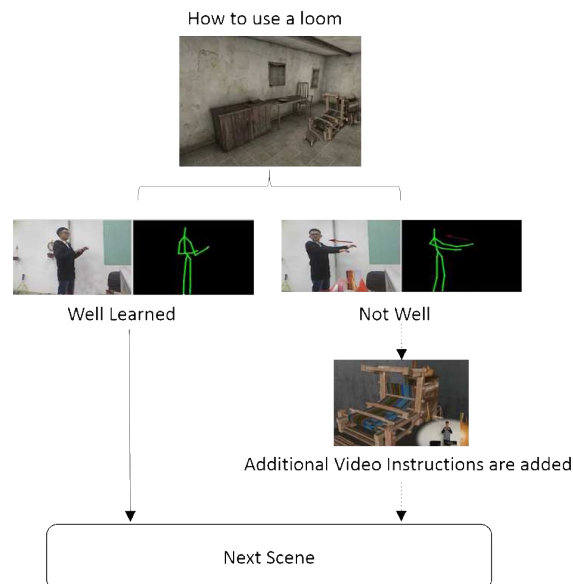 How to use a loom
Well Learned
Not Well
Additional Video Instructions are added
Next Scene